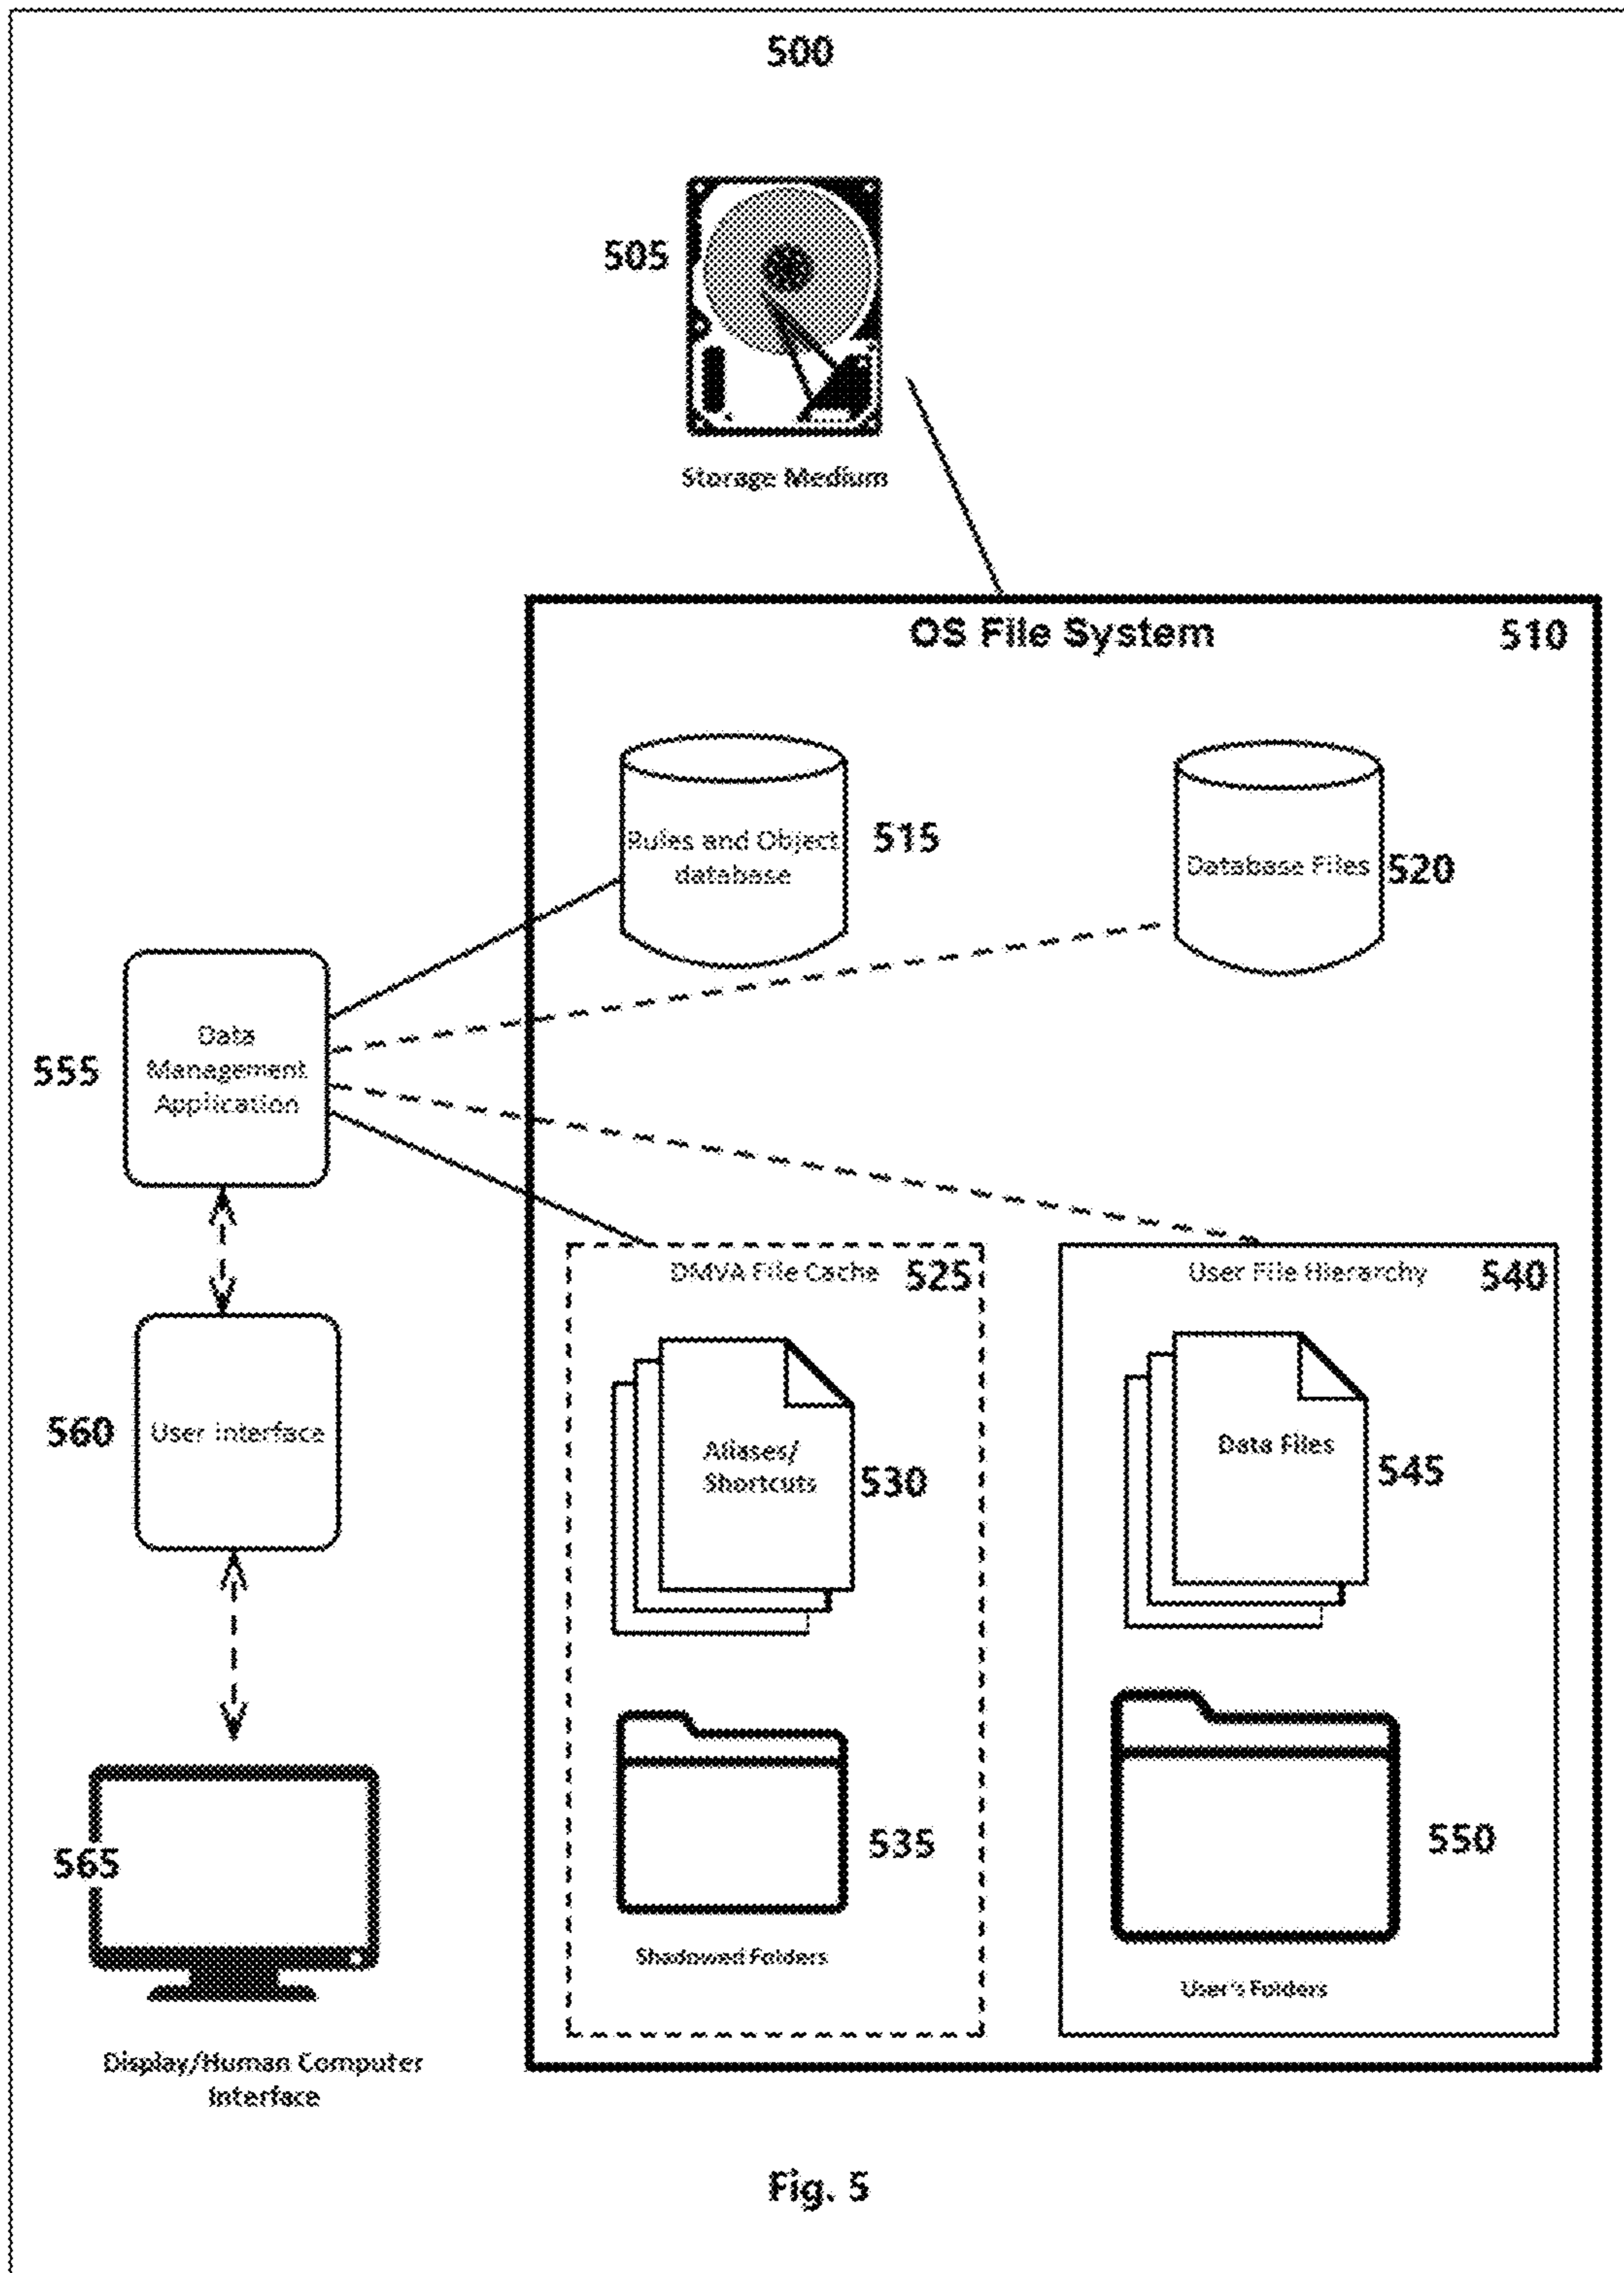 500
505
Storage Medium
OS File System
510
Rules and Object
database
515
Database Files
520
Data
Management
Application
555
DMVA File Cache
525
User File Hierarchy
540
Aliases/
Shortcuts
530
Data Files
545
560
User Interface
535
Shadowed Folders
550
User's Folders
565
Display/Human Computer
Interface
Fig. 5